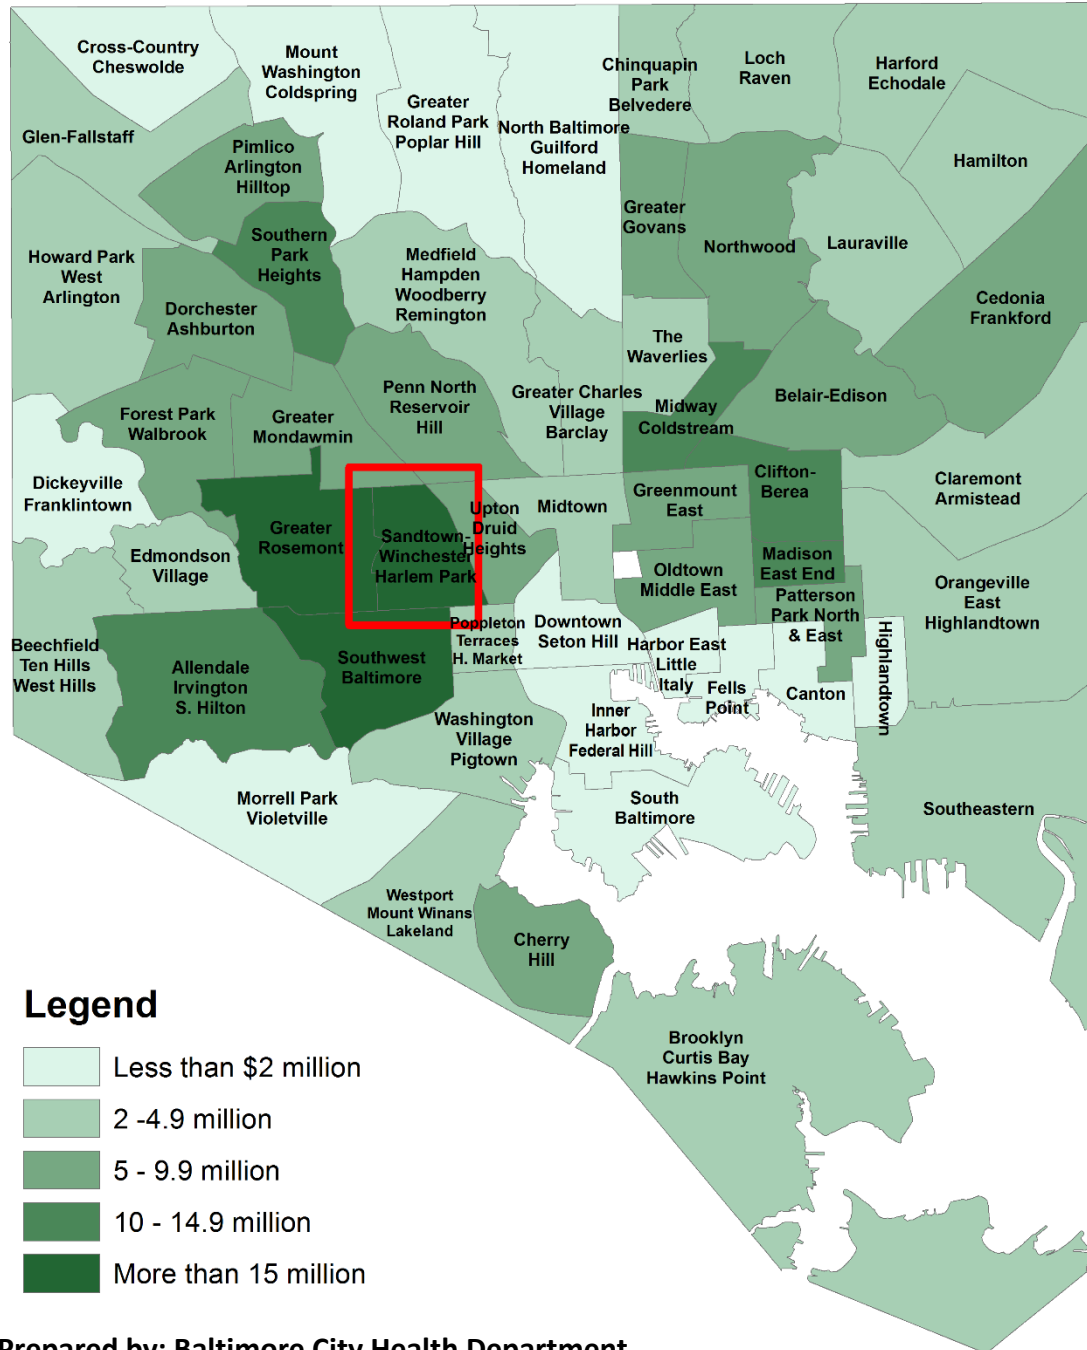 Cross-Country
Cheswolde
Mount
Washington
Coldspring
Greater
Roland Park
Poplar Hill
North Baltimore
Guilford
Homeland
Chinquapin
Park
Belvedere
Loch
Raven
Harford
Echodale
Glen-Fallstaff
Pimlico
Arlington
Hilltop
Hamilton
Southern
Park
Heights
Greater
Govans
Northwood
Lauraville
Howard Park
West
Arlington
Medfield
Hampden
Woodberry
Remington
Dorchester
Ashburton
Cedonia
Frankford
The
Waverlies
Penn North
Reservoir
Hill
Greater Charles
Village
Barclay
Midway
Coldstream
Belair-Edison
Forest Park
Walbrook
Greater
Mondawmin
Dickeyville
Franklintown
Greater
Rosemont
Sandtown-
Winchester
Harlem Park
Upton
Druid
Heights
Midtown
Greenmount
East
Clifton-
Berea
Claremont
Armistead
Edmondson
Village
Oldtown
Middle East
Madison
East End
Patterson
Park North
& East
Orangeville
East
Highlandtown
Beechfield
Ten Hills
West Hills
Allendale
Irvington
S. Hilton
Southwest
Baltimore
Poppleton
Terraces
H. Market
Downtown
Seton Hill
Harbor East
Little
Italy
Fells
Point
Canton
Highlandtown
Washington
Village
Pigtown
Inner
Harbor
Federal Hill
Morrell Park
Violetville
South
Baltimore
Southeastern
Westport
Mount Winans
Lakeland
Cherry
Hill
Brooklyn
Curtis Bay
Hawkins Point
Legend
Less than $2 million
2 -4.9 million
5 - 9.9 million
10 - 14.9 million
More than 15 million
Prepared by: Baltimore City Health Department